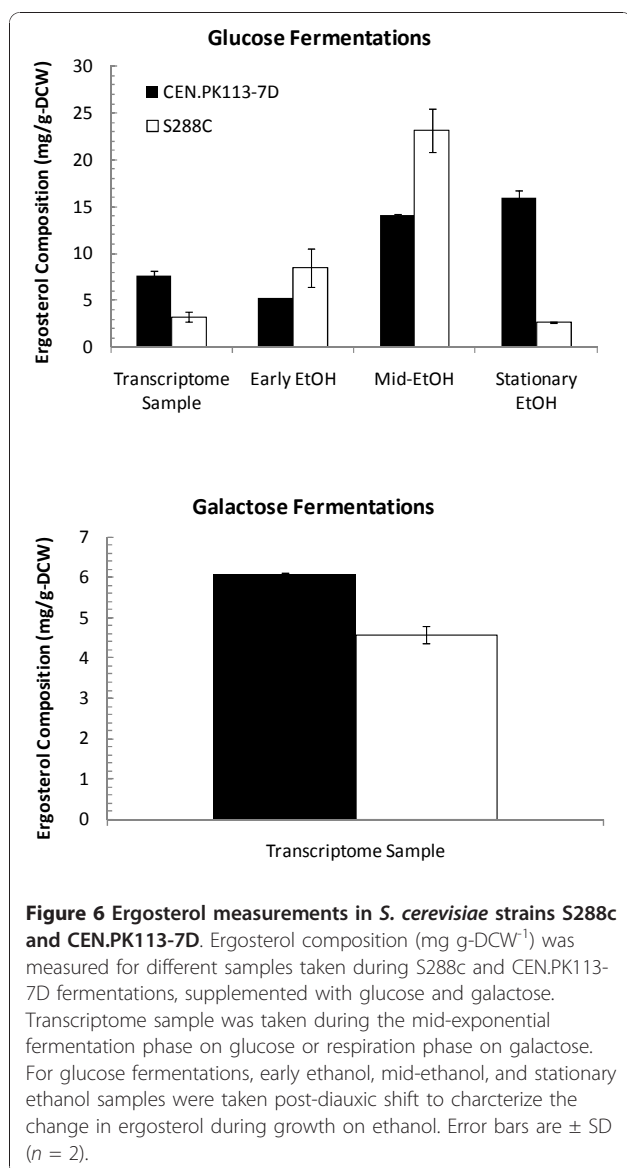 Glucose Fermentations
Ergosterol Composition (mg/g-DCW)
30
25
20
15
10
5
0
CEN.PK113-7D
S288C
Transcriptome Sample
Early EtOH
Mid-EtOH
Stationary EtOH
Galactose Fermentations
Ergosterol Composition (mg/g-DCW)
7
6
5
4
3
2
1
0
Transcriptome Sample
Figure 6 Ergosterol measurements in S. cerevisiae strains S288c
and CEN.PK113-7D. Ergosterol composition (mg g-DCW⁻¹) was
measured for different samples taken during S288c and CEN.PK113-
7D fermentations, supplemented with glucose and galactose.
Transcriptome sample was taken during the mid-exponential
fermentation phase on glucose or respiration phase on galactose.
For glucose fermentations, early ethanol, mid-ethanol, and stationary
ethanol samples were taken post-diauxic shift to charcterize the
change in ergosterol during growth on ethanol. Error bars are ± SD
(n = 2).